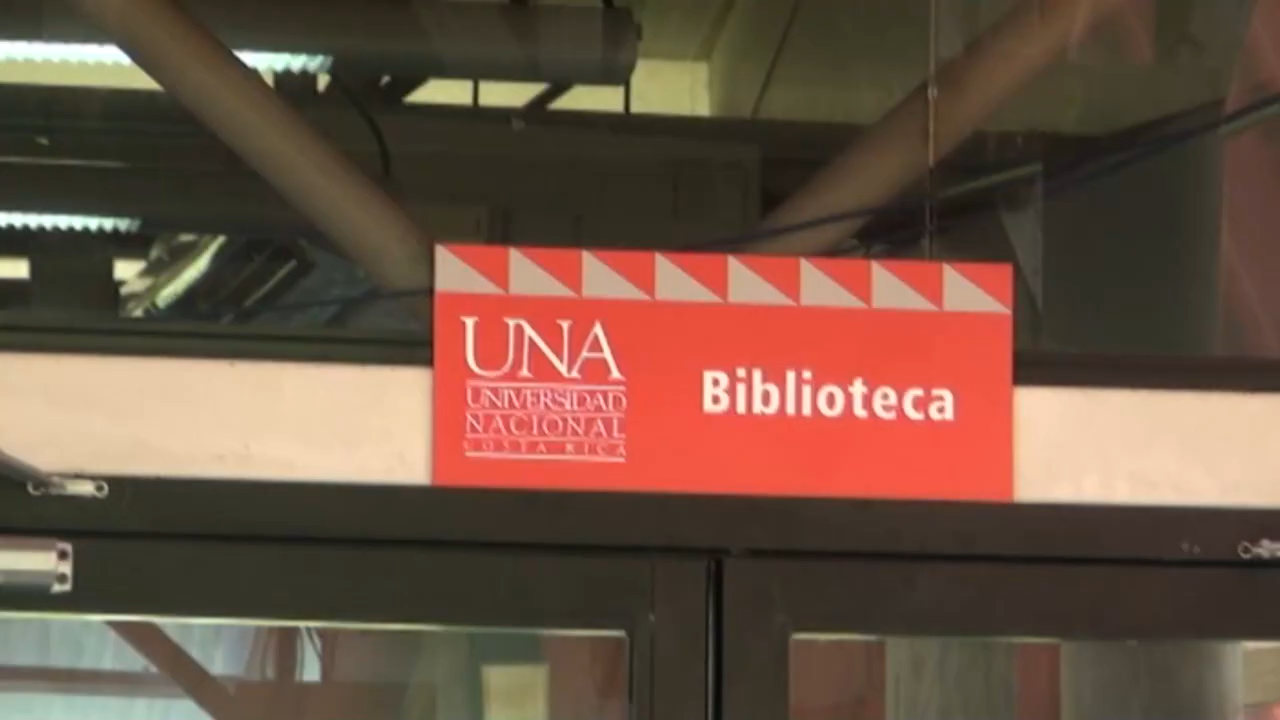 UNA
UNIVERSIDAD
NACIONAL
COSTA RICA
Biblioteca